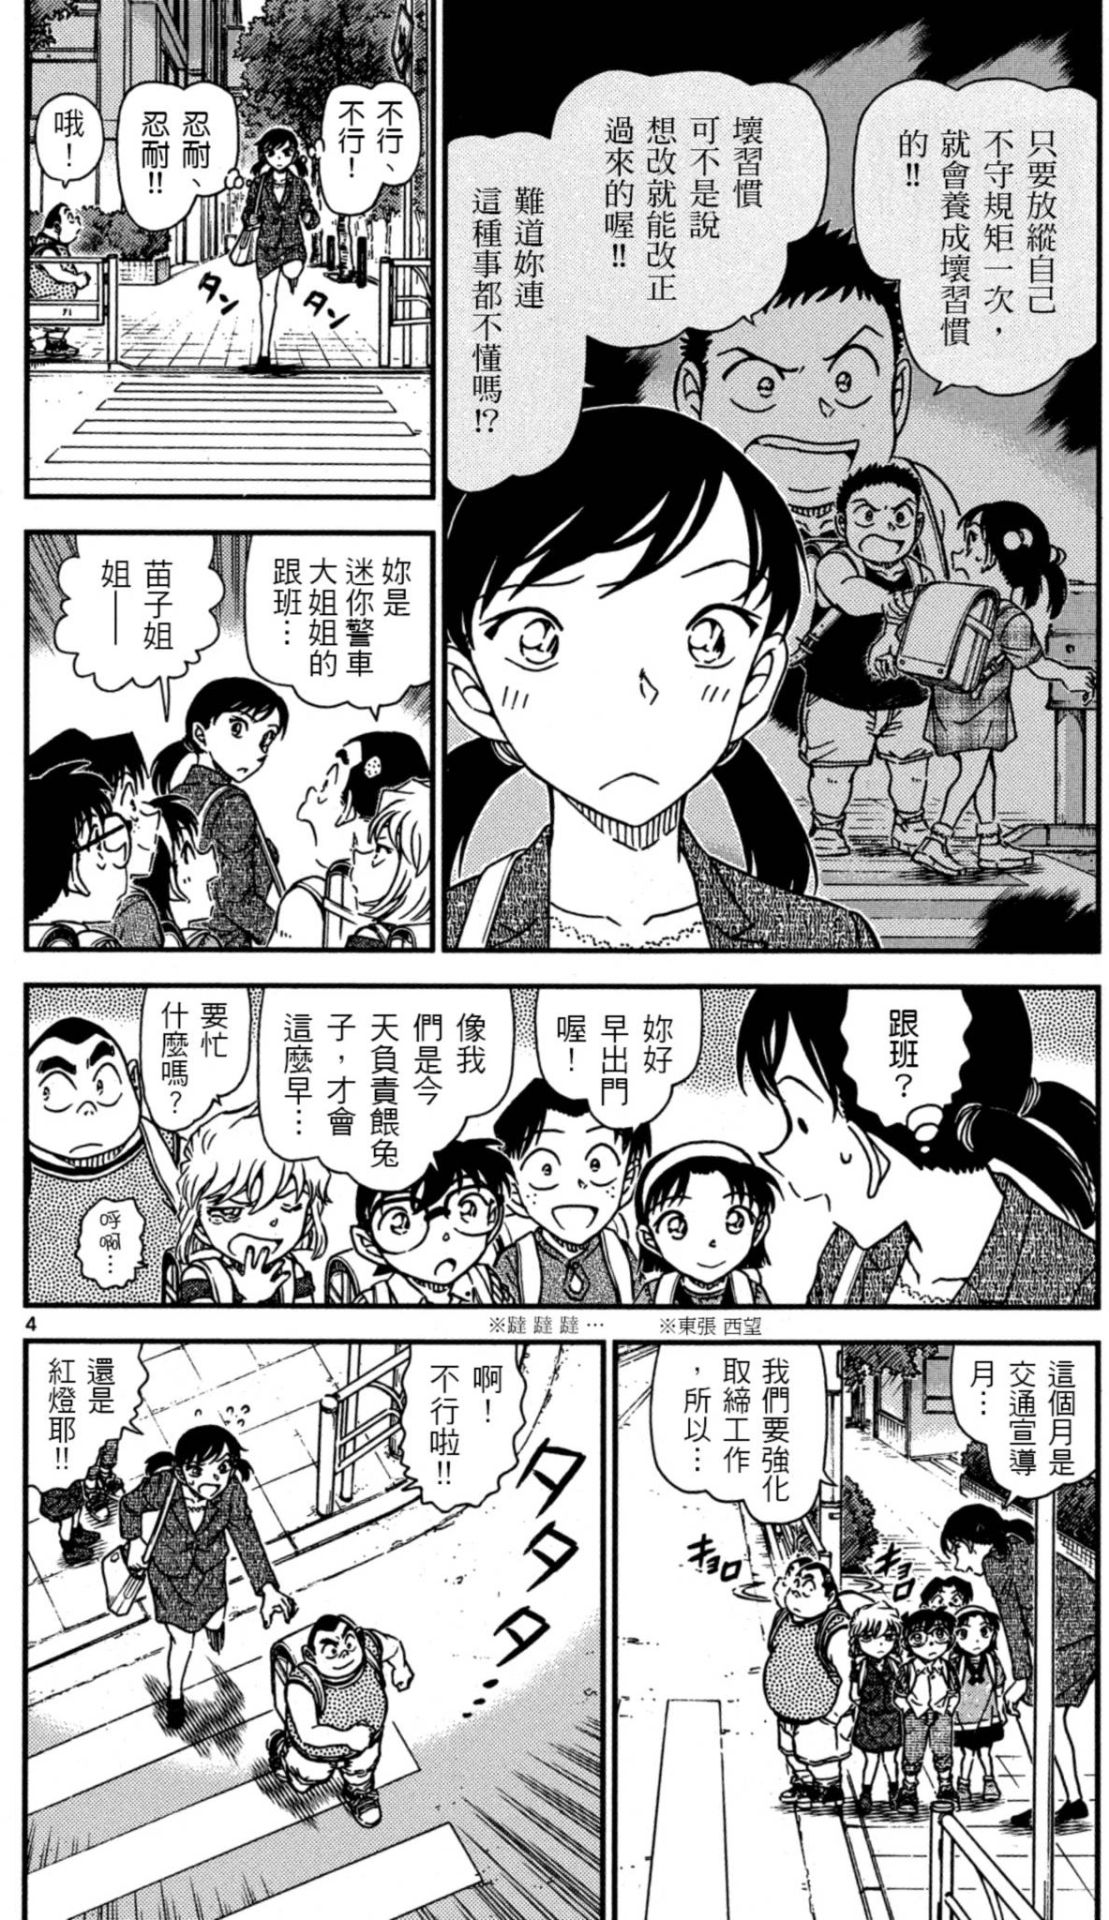 只要放縱自己
不守規矩一次，
就會養成壞習慣
的!!
壞習慣
可不是說
想改就能改正
過來的喔!!
難道妳連
這種事都不懂嗎!?
不行、
不行！
忍耐、
忍耐!!
哦！
タンタン
妳是
迷你警車
大姐姐的
跟班…
苗子姐
姐——
跟班？
妳好
早出門
喔！
像我
們是今
天負責餵兔
子，才會
這麼早…
要忙
什麼嗎？
呼啊…
4
※躂 躂 躂 …
※東張 西望
這個月是
交通宣導
月…
我們要強化
取締工作
，所以…
キョロ
キョロ
啊！
不行啦!!
還是
紅燈耶!!
タタタ…